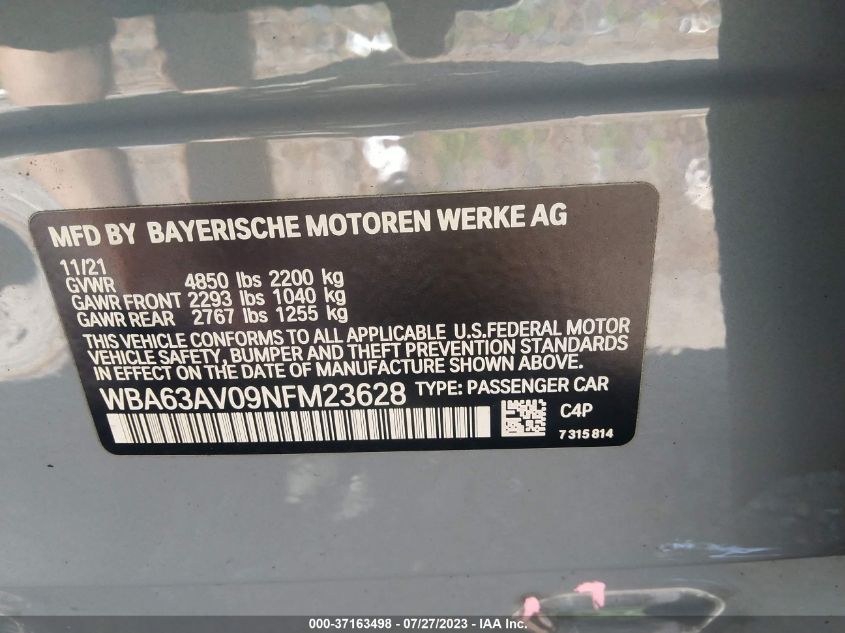 MFD BY BAYERISCHE MOTOREN WERKE AG
11/21
GVWR 4850 lbs 2200 kg
GAWR FRONT 2293 lbs 1040 kg
GAWR REAR 2767 lbs 1255 kg
THIS VEHICLE CONFORMS TO ALL APPLICABLE U.S.FEDERAL MOTOR
VEHICLE SAFETY, BUMPER AND THEFT PREVENTION STANDARDS
IN EFFECT ON THE DATE OF MANUFACTURE SHOWN ABOVE.
WBA63AV09NFM23628 TYPE: PASSENGER CAR
C4P
7 315 814
000-37163498 - 07/27/2023 - © IAA, Inc.